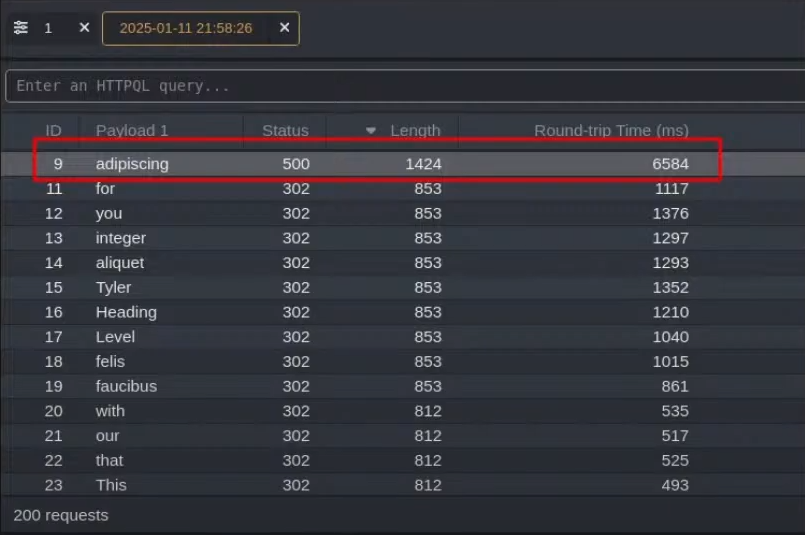 1 × 2025-01-11 21:58:26 ×
Enter an HTTPQL query...
ID Payload 1 Status Length Round-trip Time (ms)
9 adipiscing 500 1424 6584
11 for 302 853 1117
12 you 302 853 1376
13 integer 302 853 1297
14 aliquet 302 853 1293
15 Tyler 302 853 1352
16 Heading 302 853 1210
17 Level 302 853 1040
18 felis 302 853 1015
19 faucibus 302 853 861
20 with 302 812 535
21 our 302 812 517
22 that 302 812 525
23 This 302 812 493
200 requests